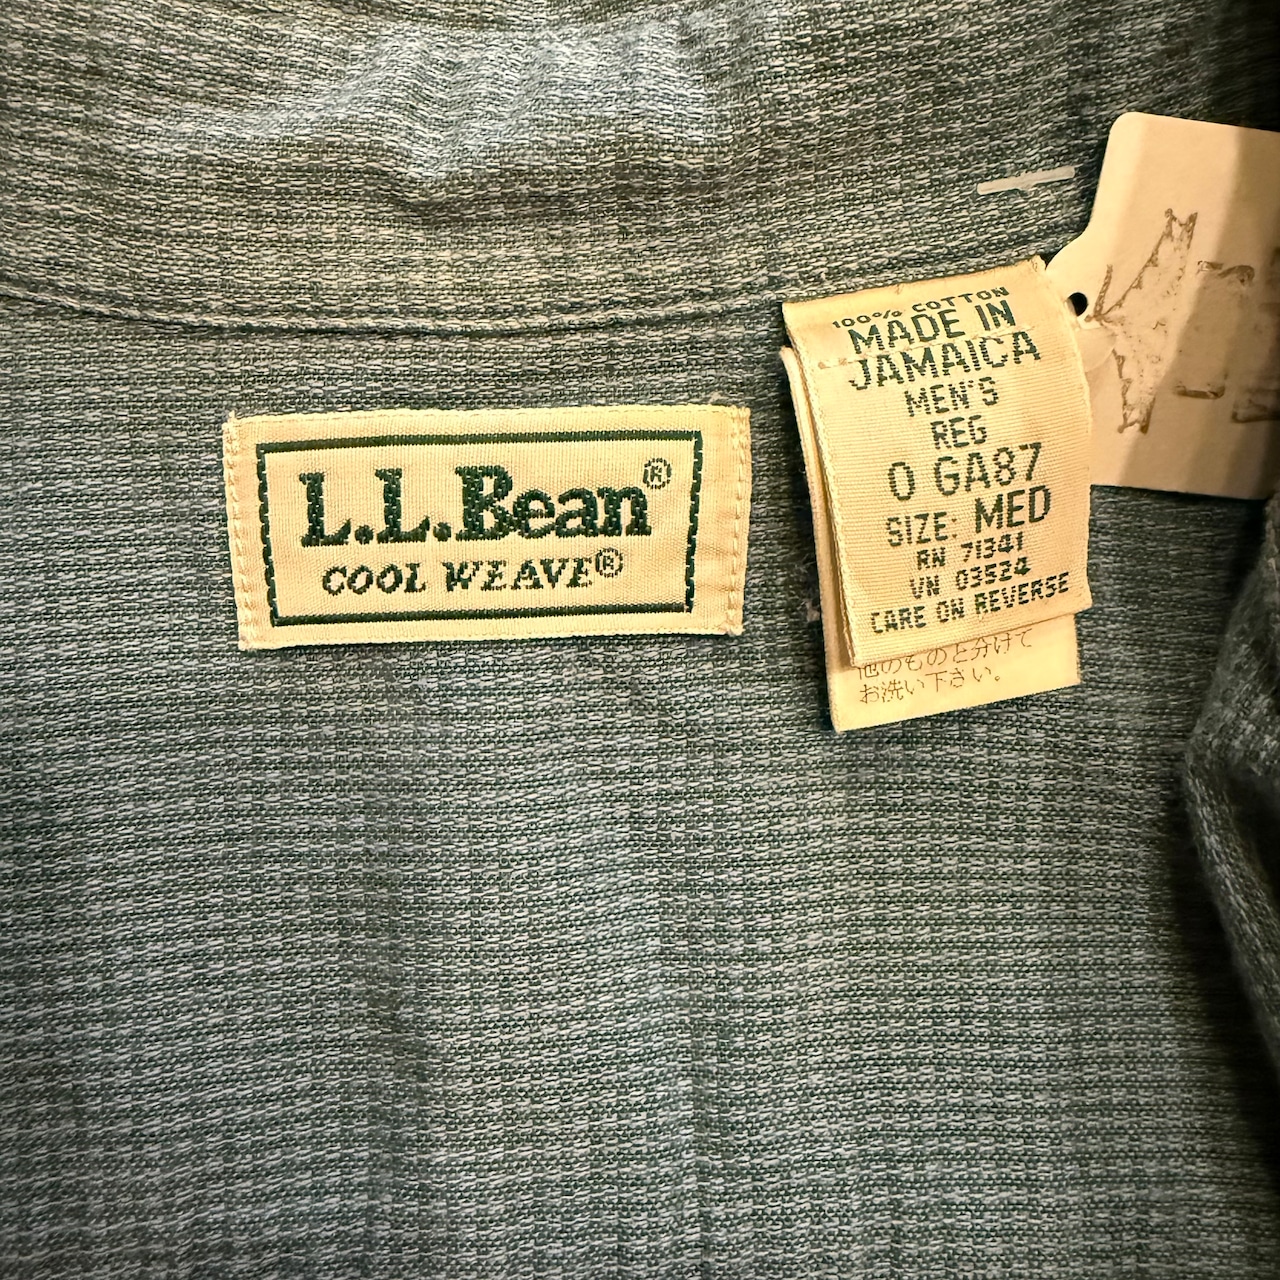 L.L.Bean®
COOL WEAVE®
100% COTTON
MADE IN
JAMAICA
MEN'S
REG
0 GA87
SIZE: MED
RN 71341
VN 03524
CARE ON REVERSE
他のものと分けて
お洗い下さい。